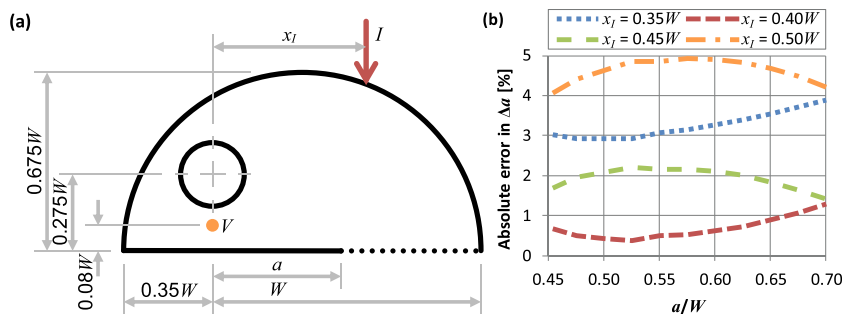 (a)
x_I
I
0.675W
0.275W
0.08W
V
a
W
0.35W
(b)
x_I = 0.35W
x_I = 0.40W
x_I = 0.45W
x_I = 0.50W
Absolute error in Δa [%]
5
4
3
2
1
0
0.45 0.50 0.55 0.60 0.65 0.70
a/W